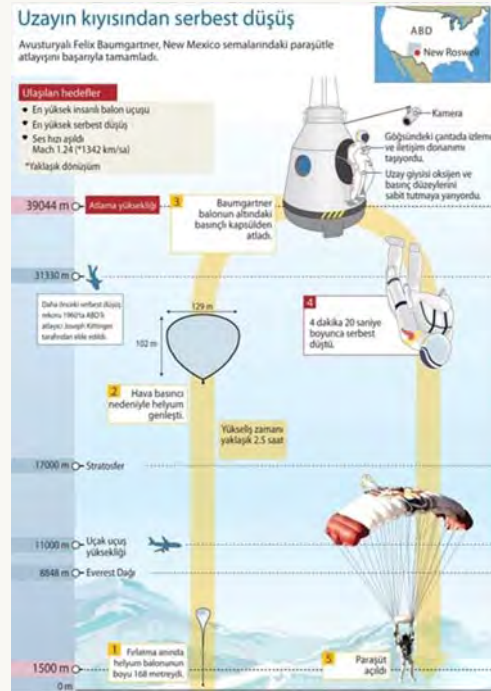 Uzayın kıyısından serbest düşüş
Avusturyalı Felix Baumgartner, New Mexico semalarındaki paraşütle
atlayışını başarıyla tamamladı.
ABD
New Roswell
Ulaşılan hedefler
• En yüksek insanlı balon uçuşu
• En yüksek serbest düşüş
• Ses hızı aşıldı
Mach 1.24 (*1342 km/sa)
*Yaklaşık dönüşüm
Kamera
Göğsündeki çantada izleme
ve iletişim donanımı
taşıyordu.
Uzay giysisi oksijen ve
basınç düzeylerini
sabit tutmaya yarıyordu.
39044 m
Atlama yüksekliği
3 Baumgartner
balonun altındaki
basınçlı kapsülden
atladı.
31330 m
Daha önceki serbest düşüş
rekoru 1960'ta ABD'li
atlayıcı Joseph Kittinger
tarafından elde edildi.
129 m
102 m
4
4 dakika 20 saniye
boyunca serbest
düştü.
2 Hava basıncı
nedeniyle helyum
genleşti.
Yükseliş zamanı
yaklaşık 2.5 saat
17000 m Stratosfer
11000 m Uçak uçuş
yüksekliği
8848 m Everest Dağı
1 Fırlatma anında
helyum balonunun
boyu 168 metreydi.
5 Paraşüt
açıldı
1500 m
0 m